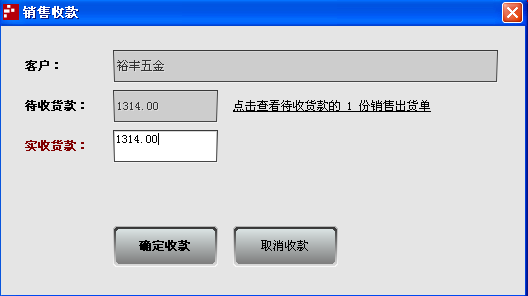 销售收款
客户： 裕丰五金
待收货款： 1314.00 点击查看待收货款的 1 份销售出货单
实收货款： 1314.00
确定收款 取消收款